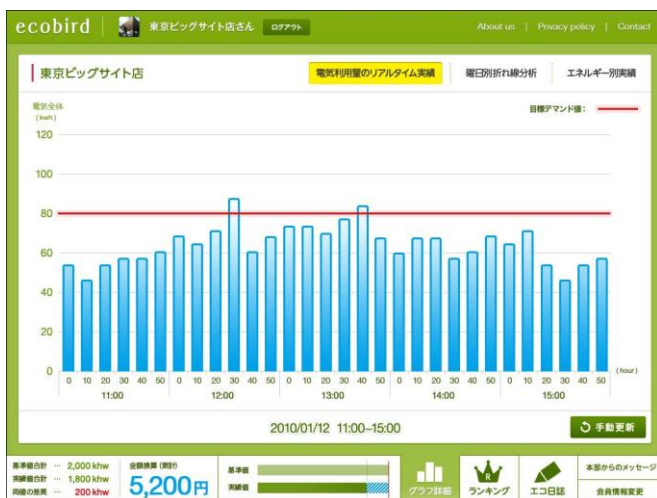 ecobird 東京ビッグサイト店さん ログアウト About us | Privacy policy | Contact
東京ビッグサイト店 電気利用量のリアルタイム実績 曜日別折れ線分析 エネルギー別実績
電気全体 目標デマンド値:
(kwh)
120
100
80
60
40
20
0
0 10 20 30 40 50 0 10 20 30 40 50 0 10 20 30 40 50 0 10 20 30 40 50 0 10 20 30 40 50 (hour)
11:00 12:00 13:00 14:00 15:00
2010/01/12 11:00~15:00 手動更新
基準値合計 … 2,000 khw 金額換算(累計) 基準値 本部からのメッセージ
実績値合計 … 1,800 khw 5,200円 実績値 グラフ詳細 R ランキング エコ日誌
両値の差異 … 200 khw 会員情報変更